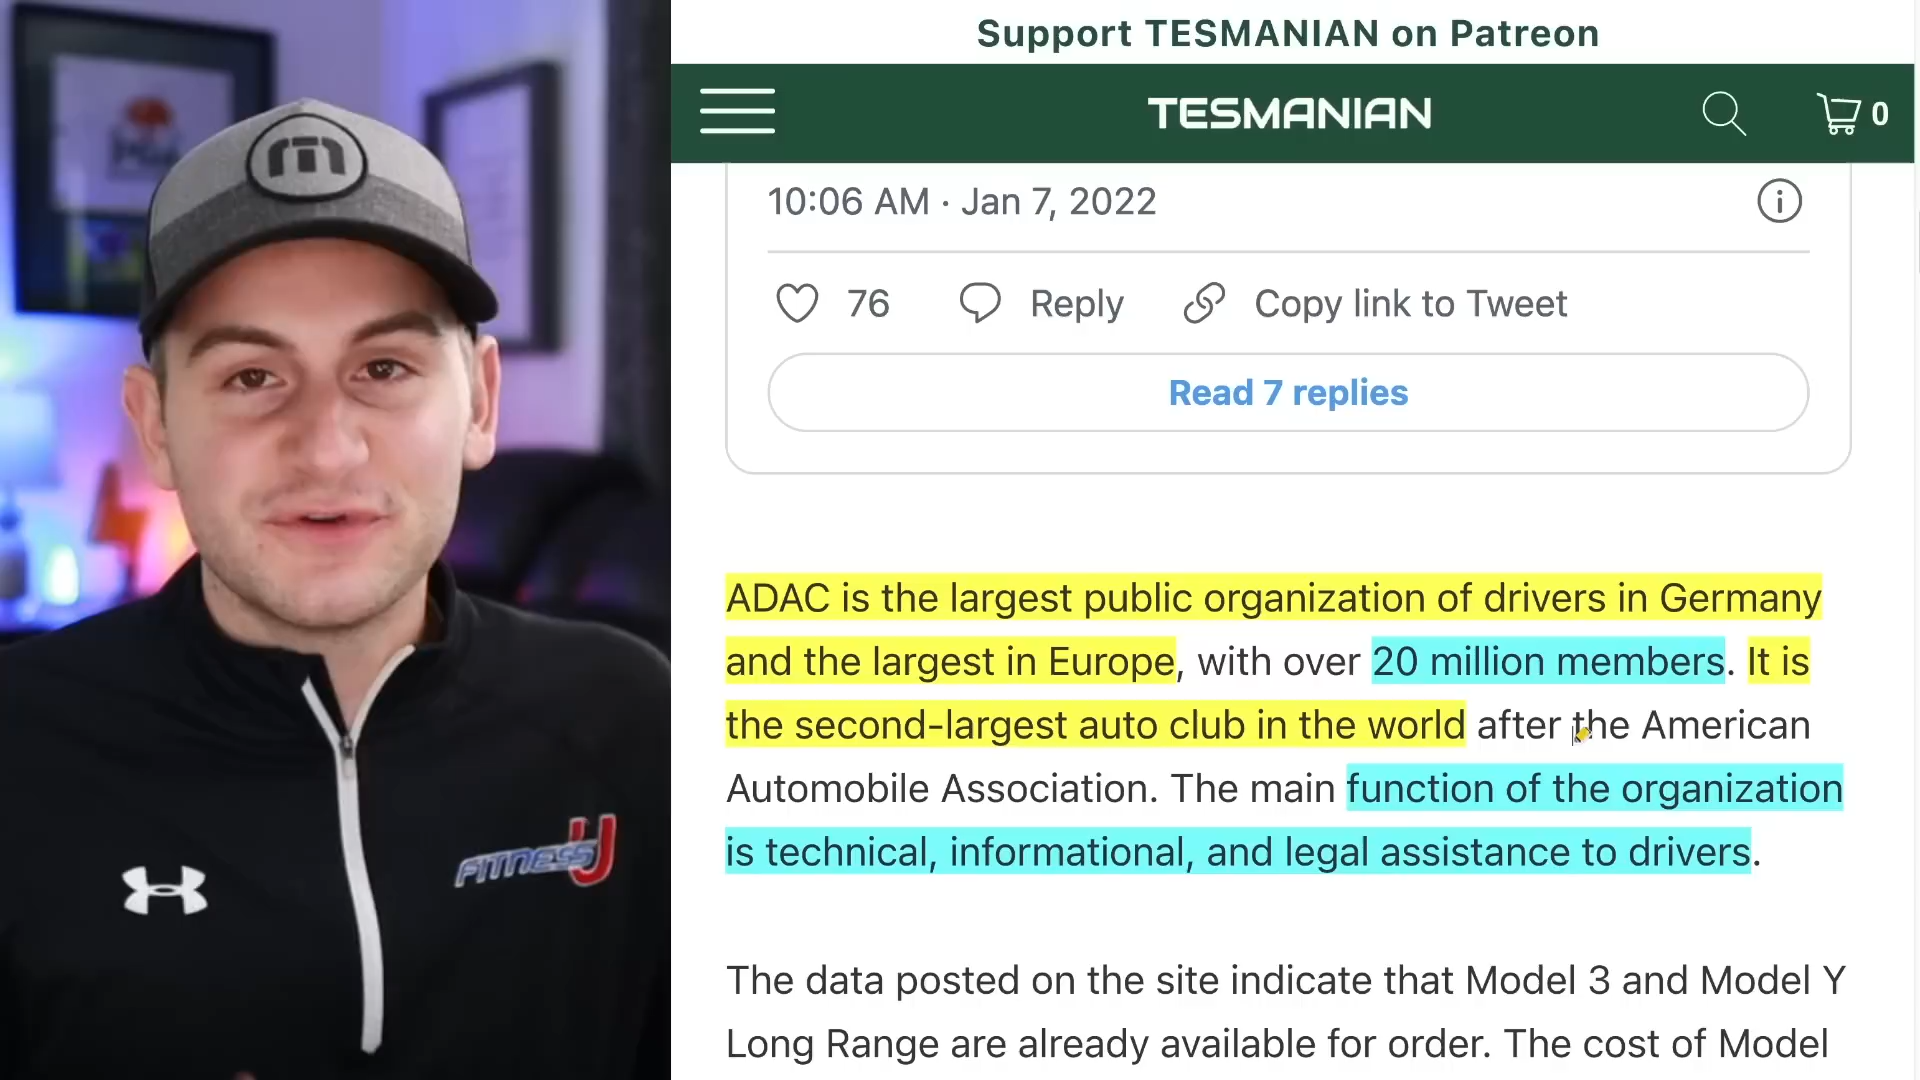 Support TESMANIAN on Patreon
TESMANIAN
0
10:06 AM · Jan 7, 2022
76 Reply Copy link to Tweet
Read 7 replies
ADAC is the largest public organization of drivers in Germany
and the largest in Europe, with over 20 million members. It is
the second-largest auto club in the world after the American
Automobile Association. The main function of the organization
is technical, informational, and legal assistance to drivers.
The data posted on the site indicate that Model 3 and Model Y
Long Range are already available for order. The cost of Model
FITNESSU